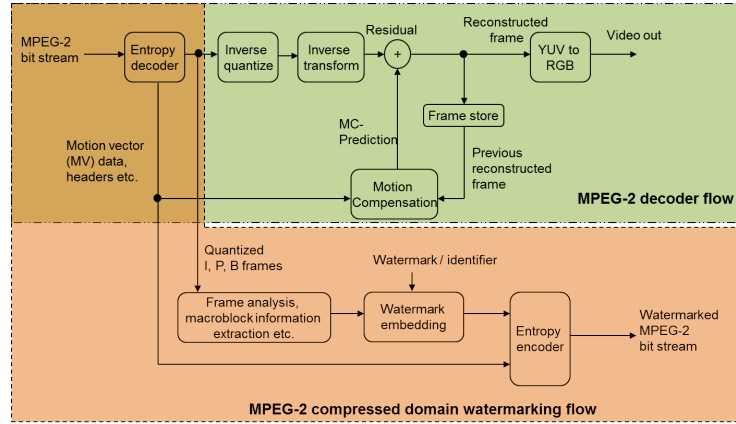 MPEG-2
bit stream
Entropy
decoder
Inverse
quantize
Inverse
transform
Residual
+
Reconstructed
frame
YUV to
RGB
Video out
Frame store
MC-
Prediction
Previous
reconstructed
frame
Motion vector
(MV) data,
headers etc.
Motion
Compensation
MPEG-2 decoder flow
Quantized
I, P, B frames
Watermark / identifier
Frame analysis,
macroblock information
extraction etc.
Watermark
embedding
Entropy
encoder
Watermarked
MPEG-2
bit stream
MPEG-2 compressed domain watermarking flow